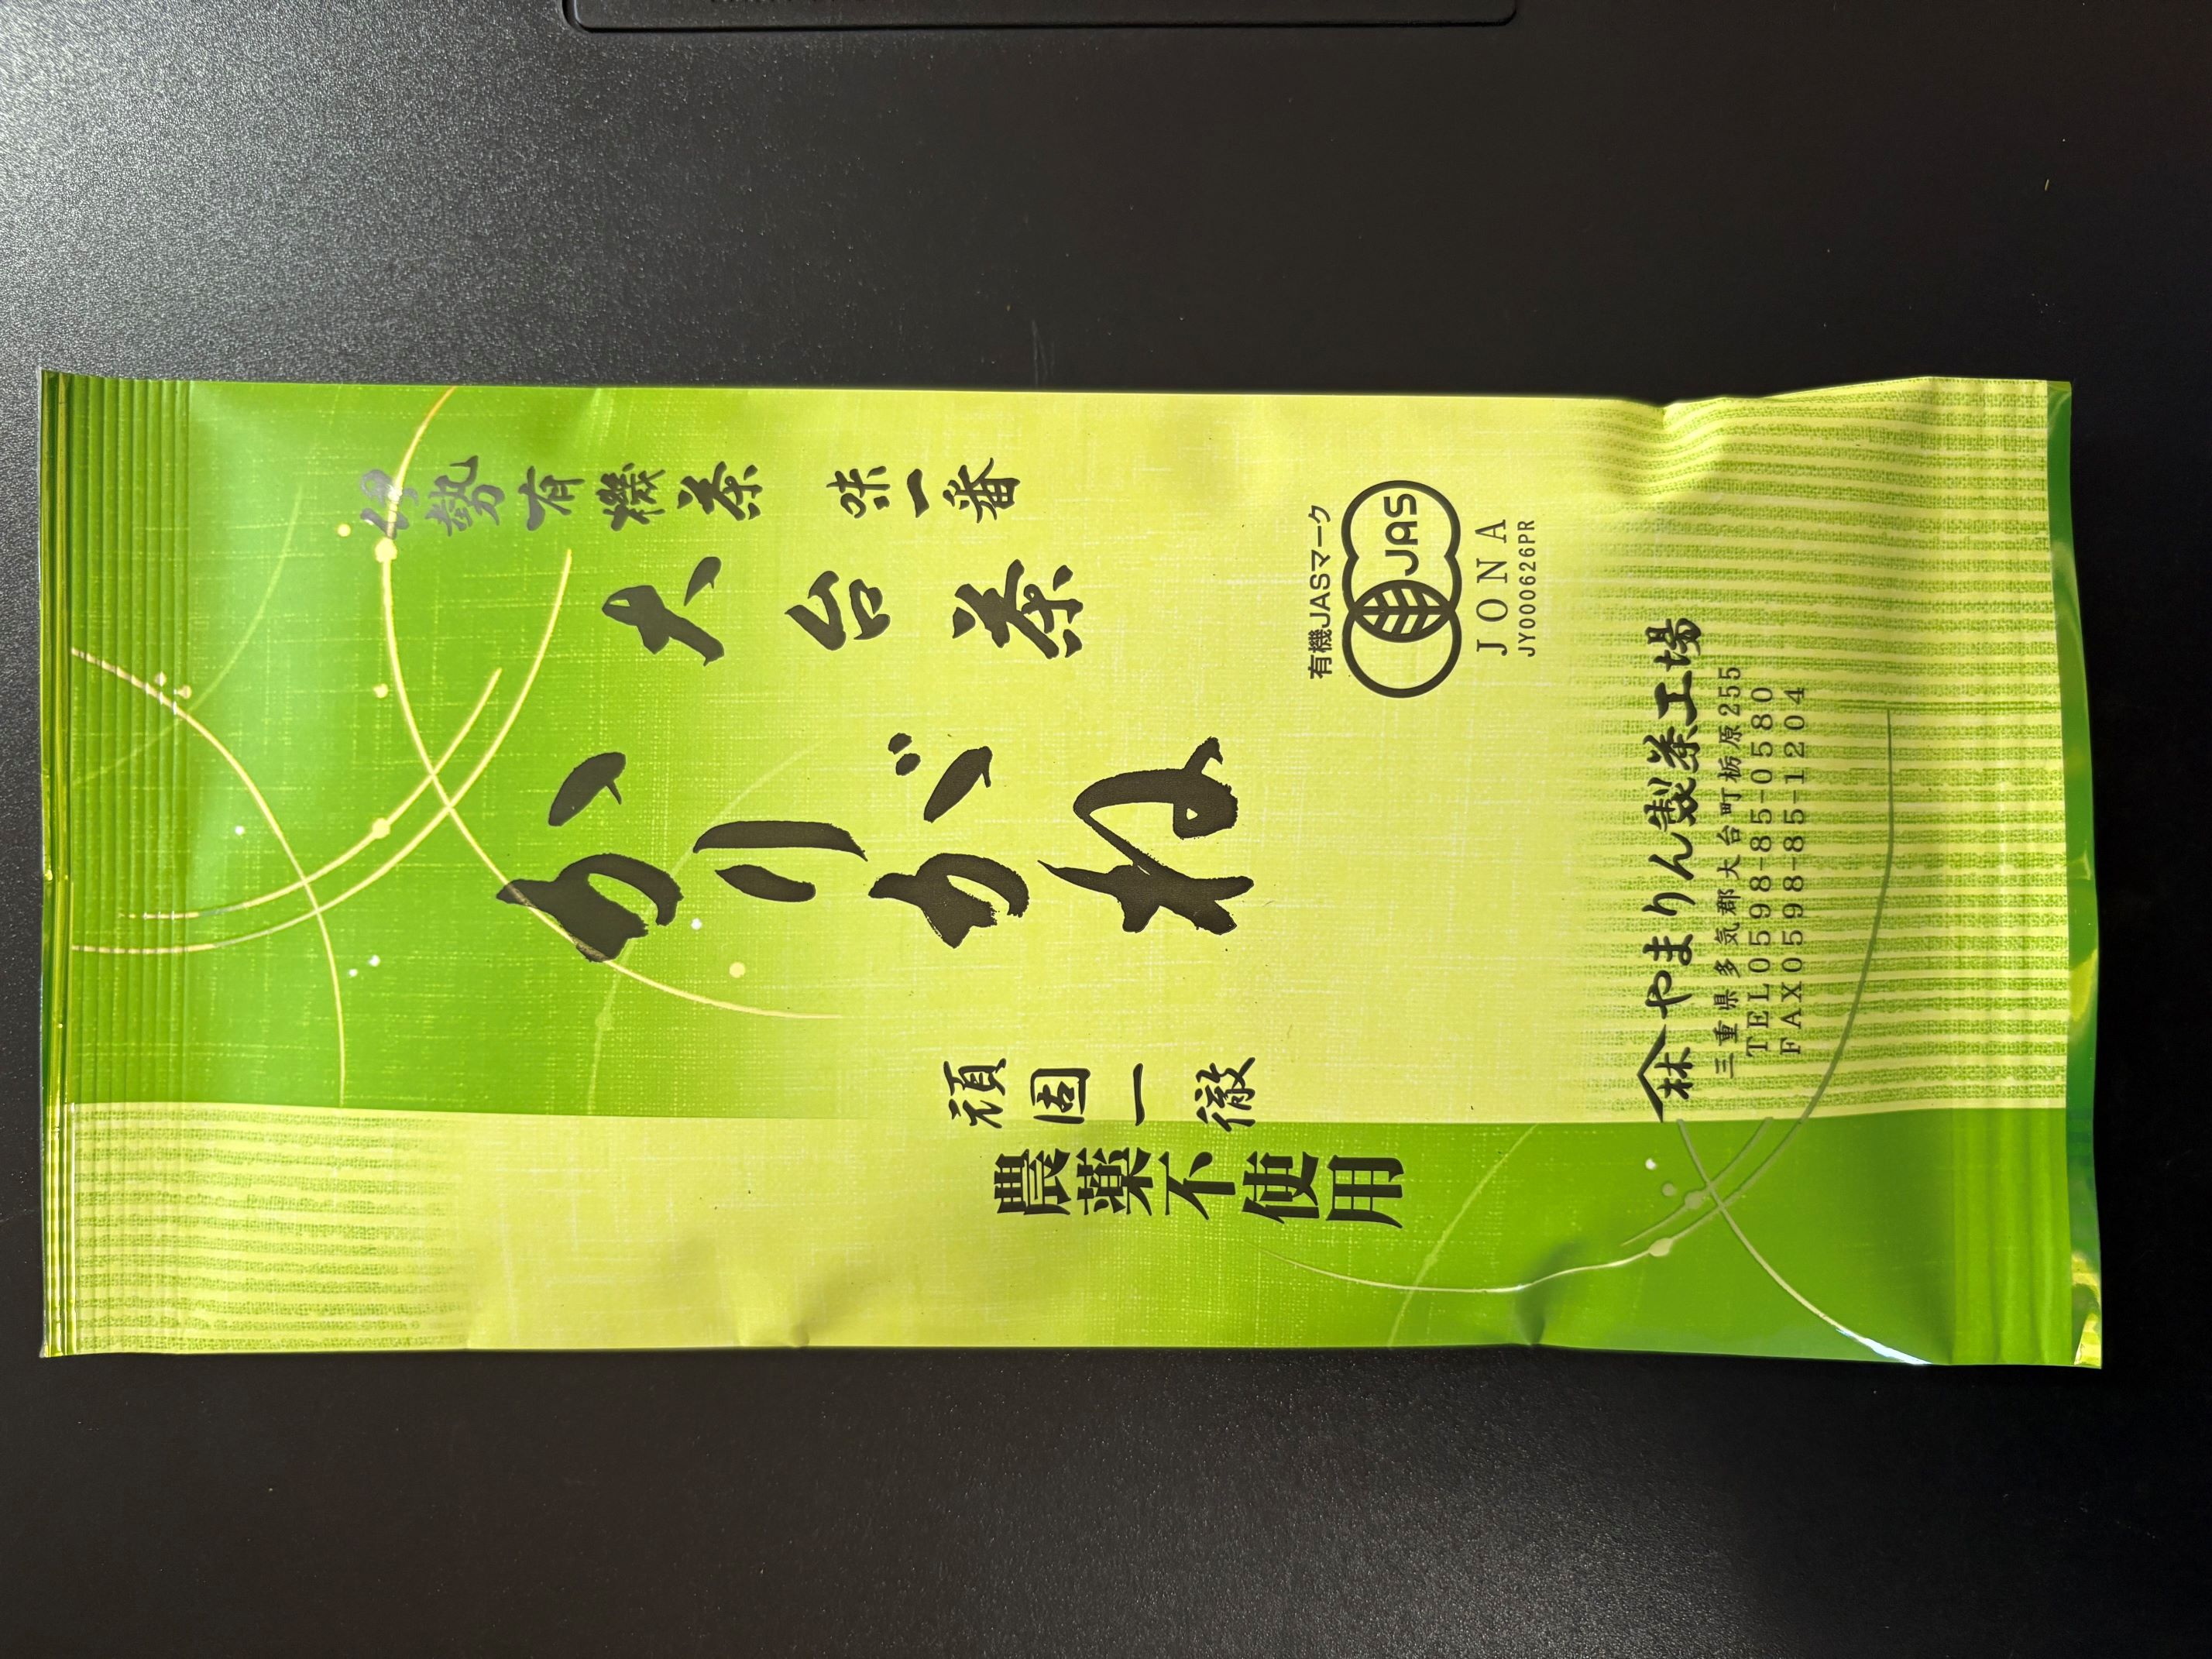 伊勢有機茶 味一番
大台茶
かりがね
頑固一徹
農薬不使用
有機JASマーク
JAS
JONA
JY000626PR
林 やまりん製茶工場
三重県多気郡大台町栃原255
TEL0598-85-0580
FAX0598-85-1204